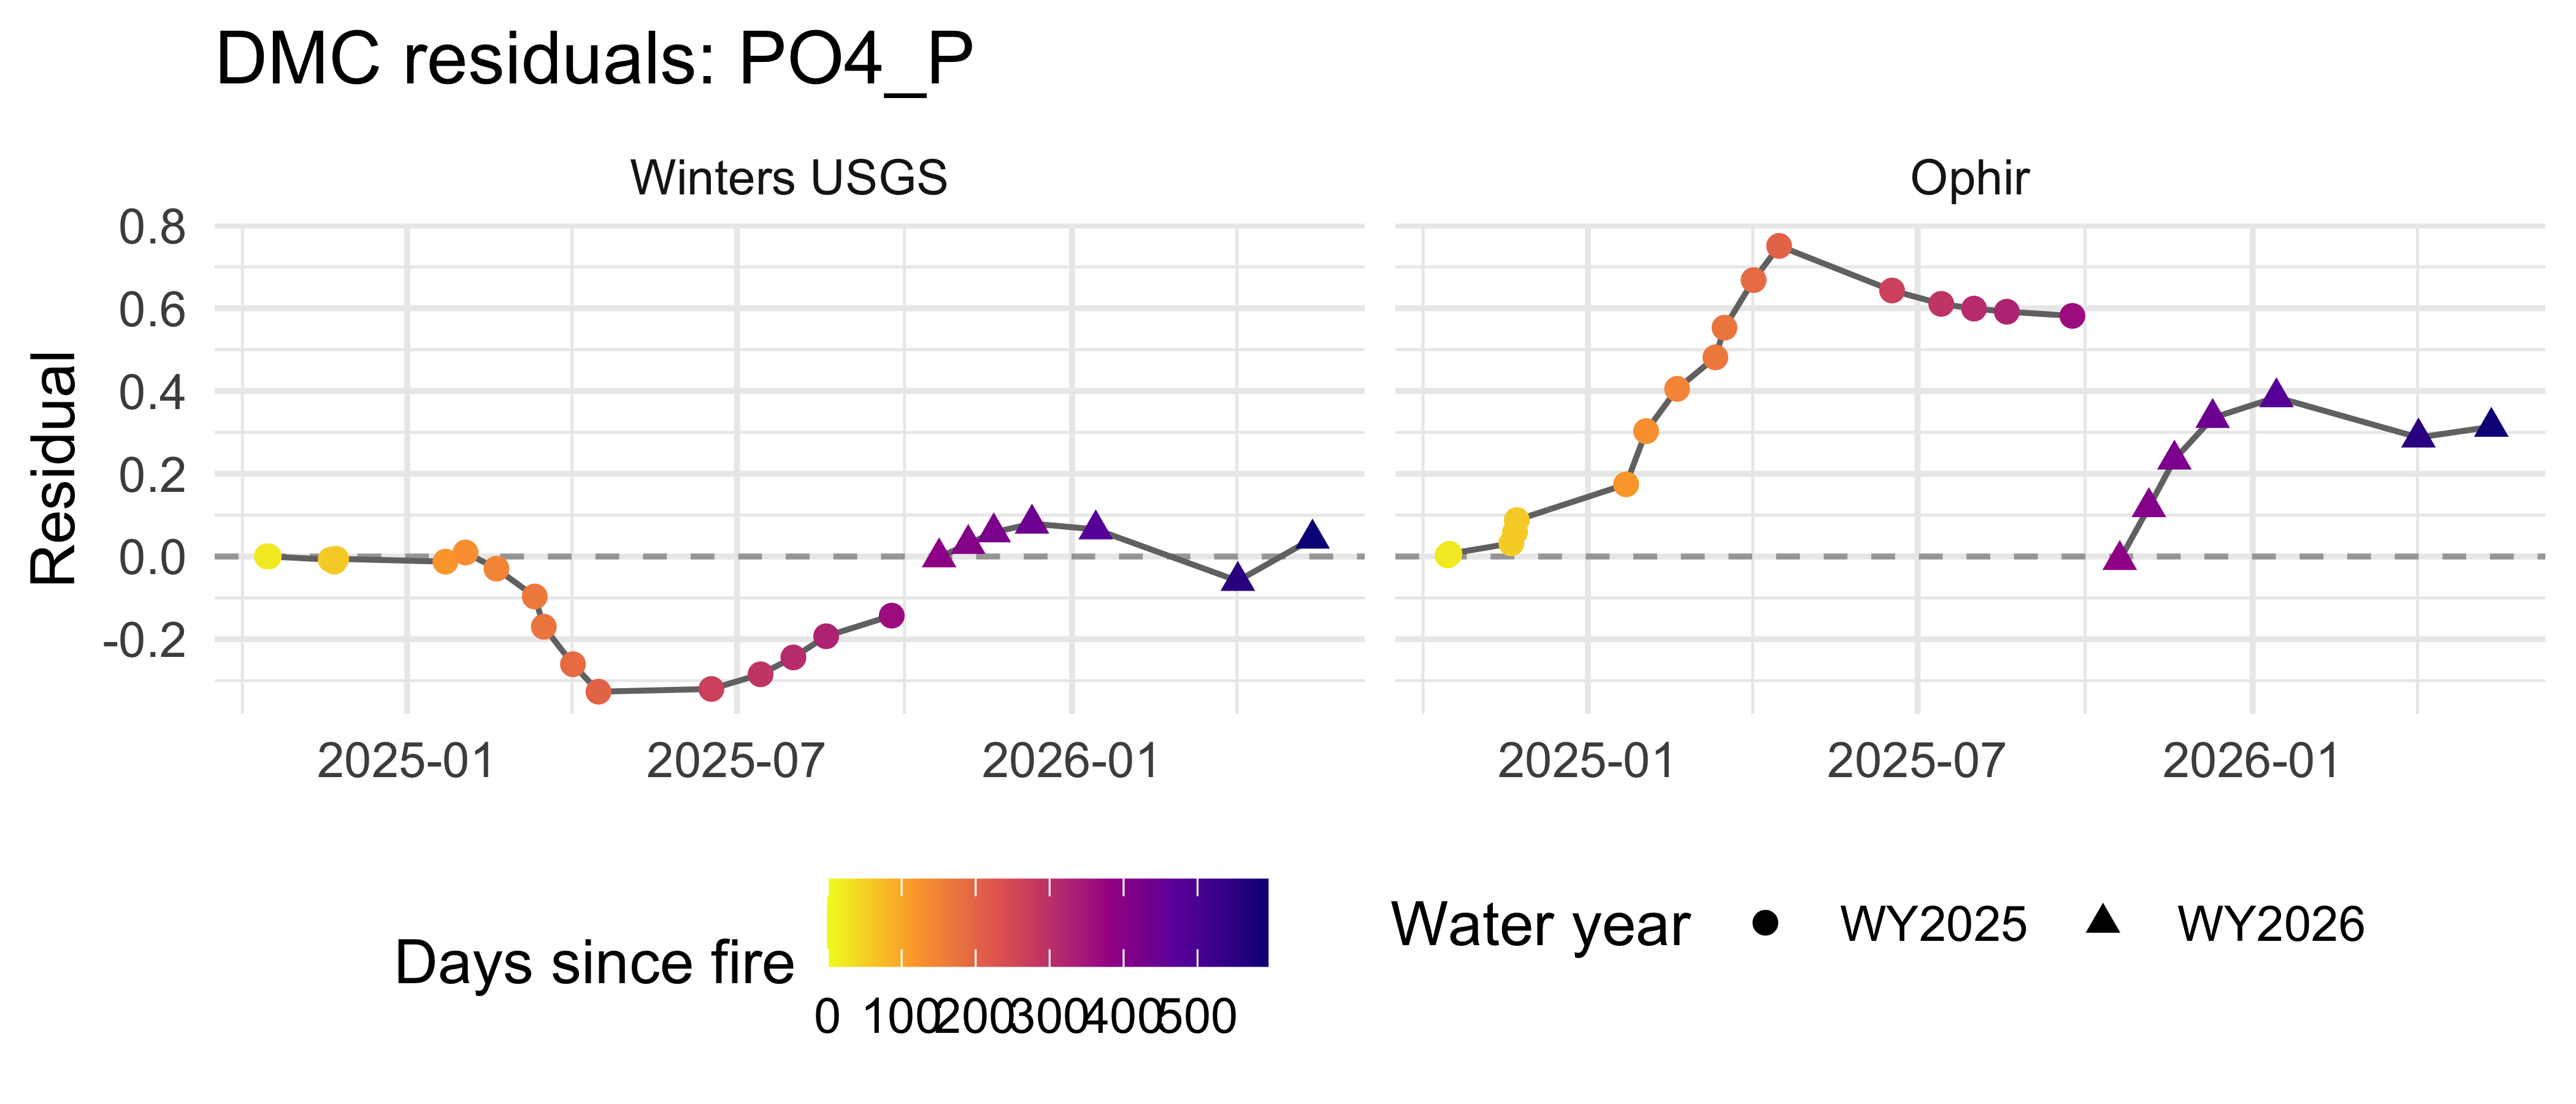 DMC residuals: PO4_P
Winters USGS
Ophir
Residual
0.8
0.6
0.4
0.2
0.0
-0.2
2025-01 2025-07 2026-01
2025-01 2025-07 2026-01
Days since fire
0 100 200 300 400 500
Water year WY2025 WY2026